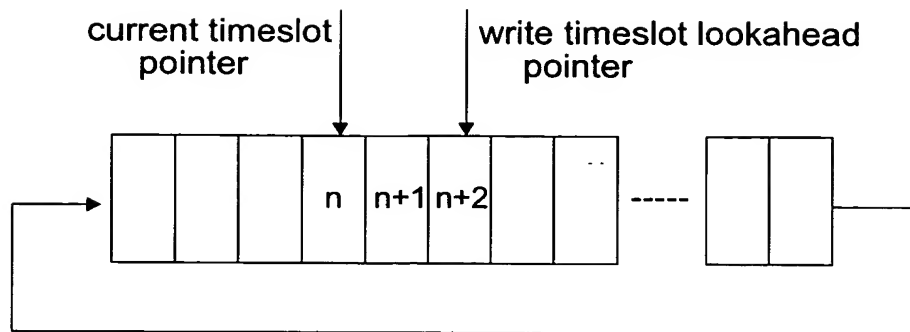 current timeslot
pointer
write timeslot lookahead
pointer
n n+1 n+2